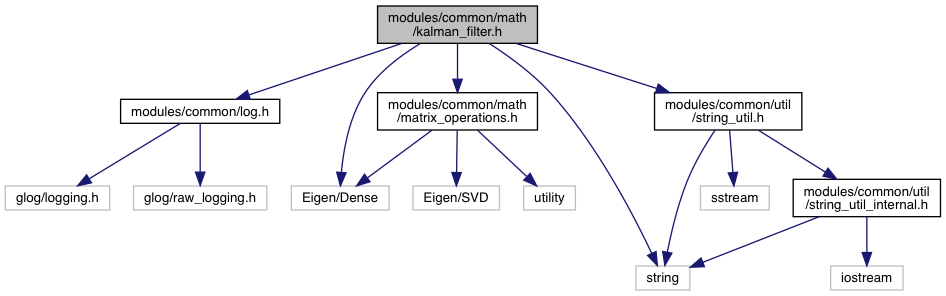 modules/common/math
/kalman_filter.h
modules/common/log.h
modules/common/math
/matrix_operations.h
modules/common/util
/string_util.h
glog/logging.h
glog/raw_logging.h
Eigen/Dense
Eigen/SVD
utility
sstream
modules/common/util
/string_util_internal.h
string
iostream